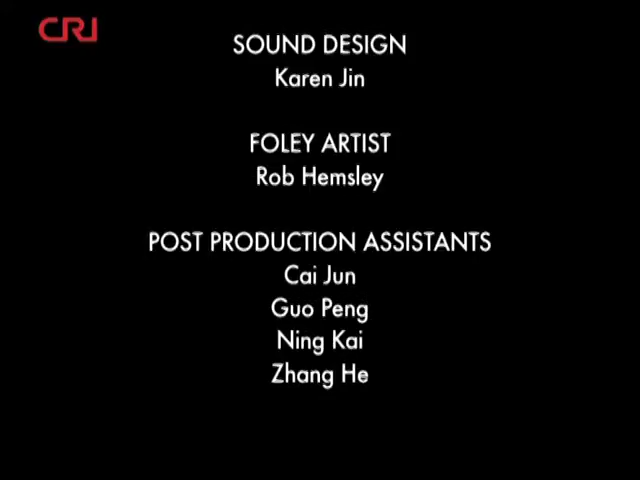 CRI
SOUND DESIGN
Karen Jin
FOLEY ARTIST
Rob Hemsley
POST PRODUCTION ASSISTANTS
Cai Jun
Guo Peng
Ning Kai
Zhang He